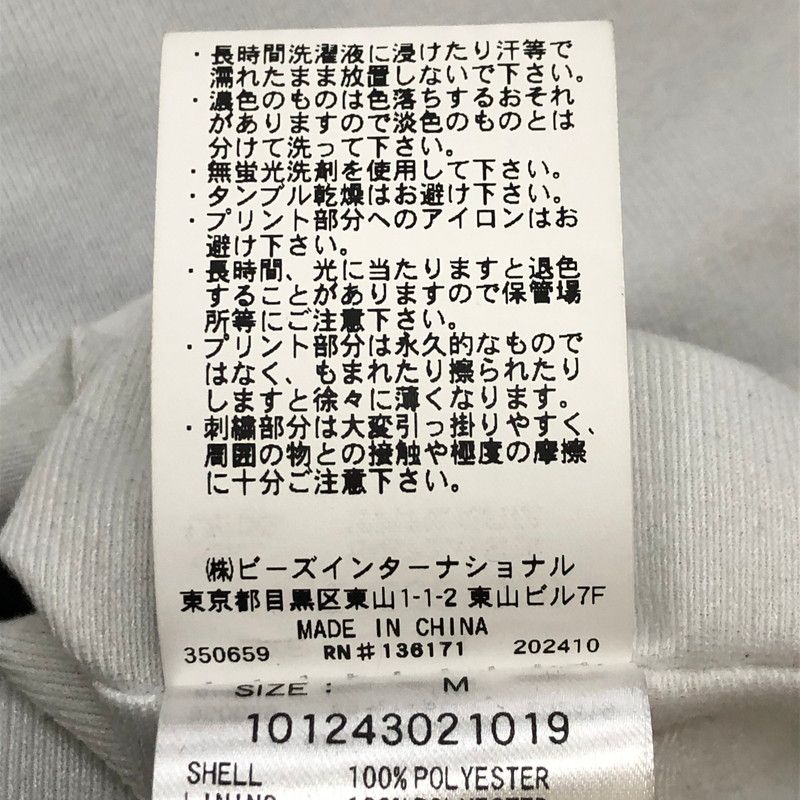 ・長時間洗濯液に浸けたり汗等で
濡れたまま放置しないで下さい。
・濃色のものは色落ちするおそれ
がありますので淡色のものとは
分けて洗って下さい。
・無蛍光洗剤を使用して下さい。
・タンブル乾燥はお避け下さい。
・プリント部分へのアイロンはお
避け下さい。
・長時間、光に当たりますと退色
することがありますので保管場
所等にご注意下さい。
・プリント部分は永久的なもので
はなく、もまれたり擦られたり
しますと徐々に薄くなります。
・刺繍部分は大変引っ掛りやすく、
周囲の物との接触や極度の摩擦
に十分ご注意下さい。
㈱ビーズインターナショナル
東京都目黒区東山1-1-2 東山ビル7F
MADE IN CHINA
350659 RN#136171 202410
SIZE : M
101243021019
SHELL 100%POLYESTER
LINING 100%POLYESTER